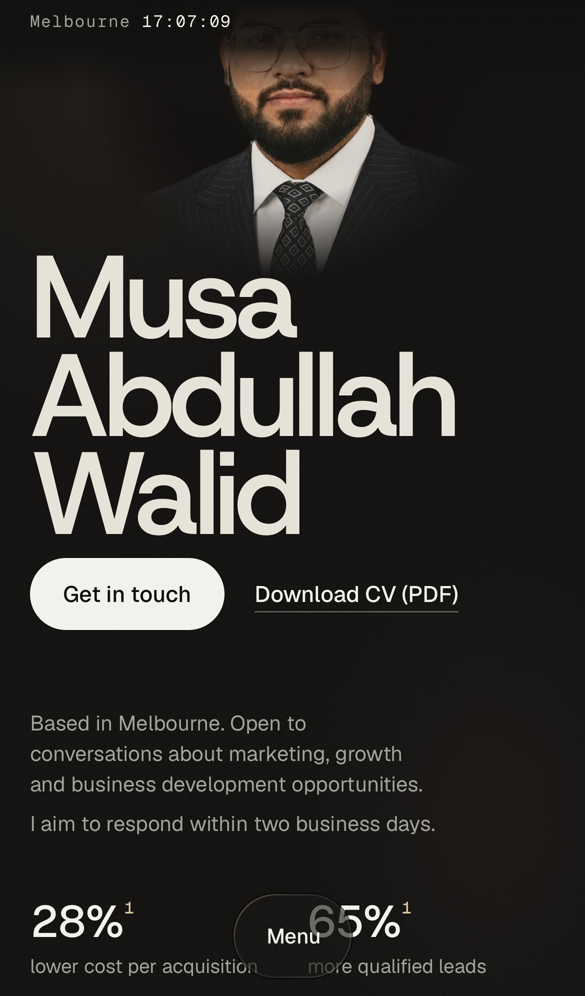 Melbourne 17:07:09
Musa
Abdullah
Walid
Get in touch
Download CV (PDF)
Based in Melbourne. Open to
conversations about marketing, growth
and business development opportunities.
I aim to respond within two business days.
28%1
65%1
Menu
lower cost per acquisition
more qualified leads